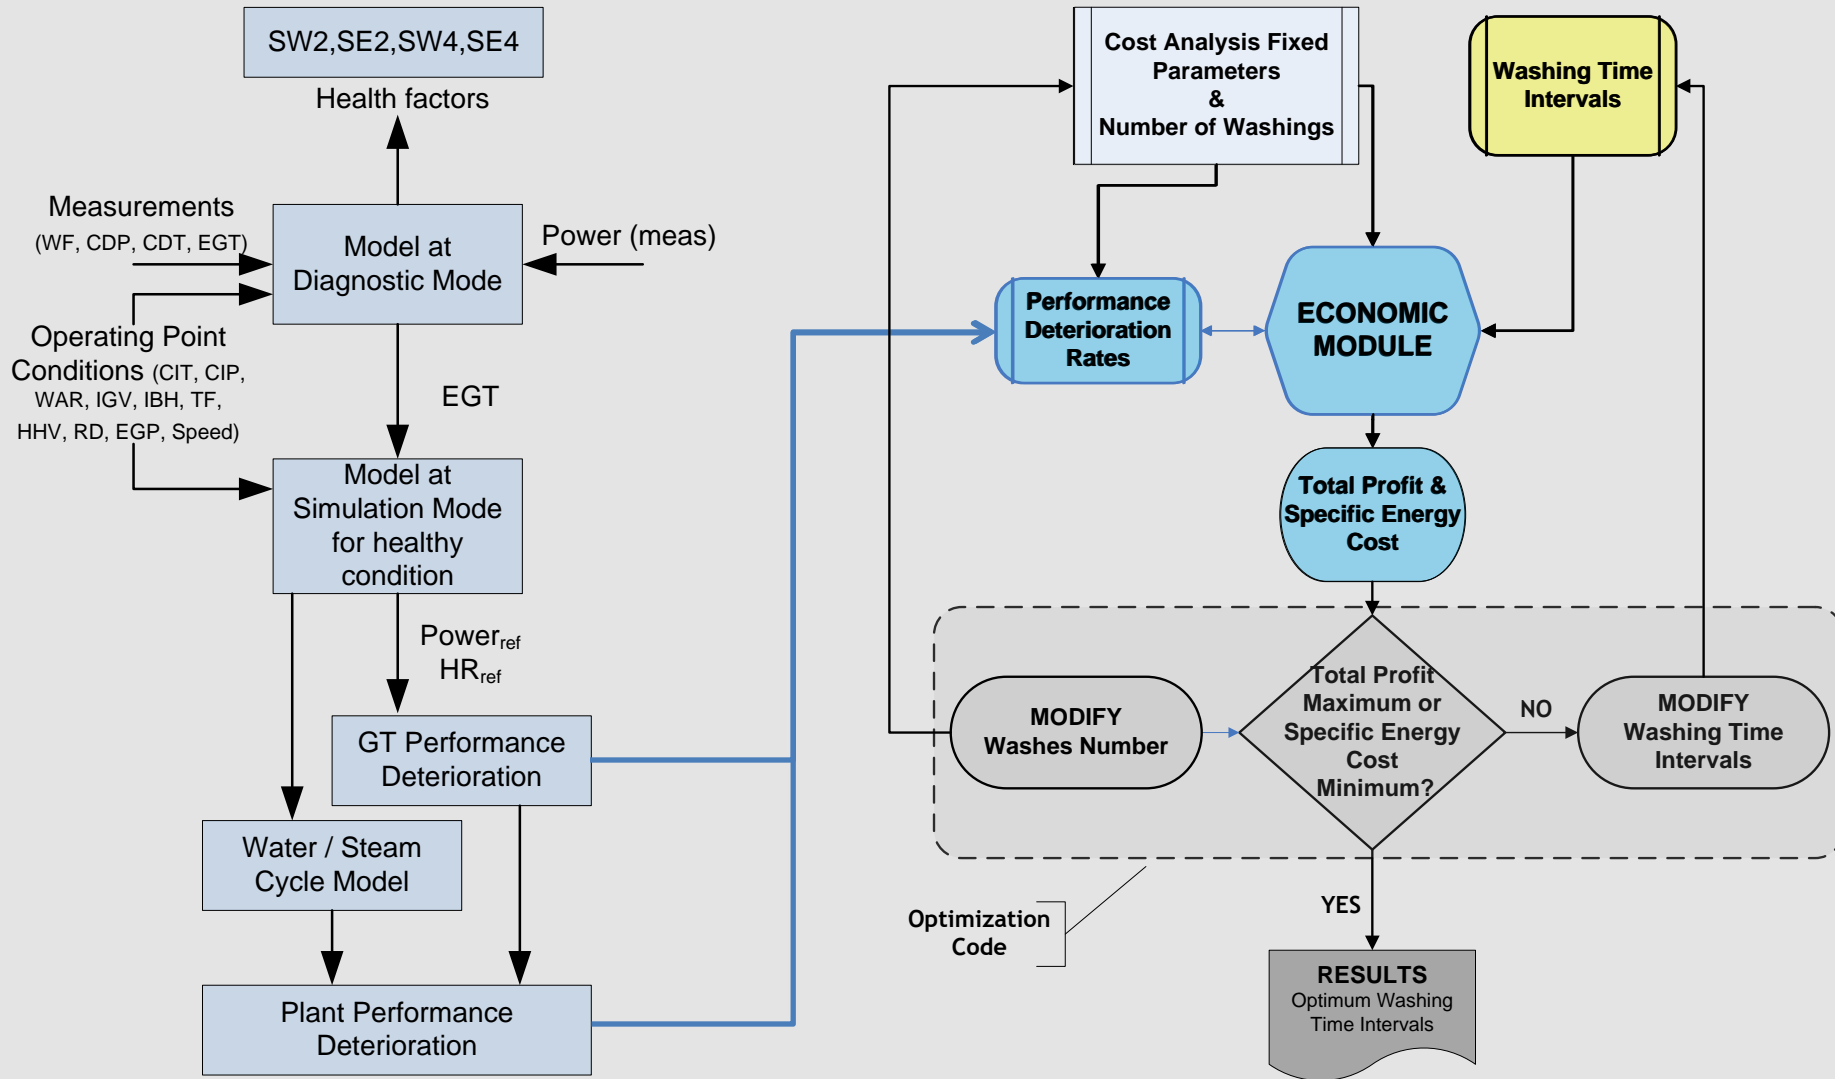 SW2,SE2,SW4,SE4
Health factors
Measurements
(WF, CDP, CDT, EGT)
Model at
Diagnostic Mode
Power (meas)
Operating Point
Conditions (CIT, CIP,
WAR, IGV, IBH, TF,
HHV, RD, EGP, Speed)
EGT
Model at
Simulation Mode
for healthy
condition
Powerref
HRref
GT Performance
Deterioration
Water / Steam
Cycle Model
Plant Performance
Deterioration
Cost Analysis Fixed
Parameters
&
Number of Washings
Washing Time
Intervals
Performance
Deterioration
Rates
ECONOMIC
MODULE
Total Profit &
Specific Energy
Cost
MODIFY
Washes Number
Total Profit
Maximum or
Specific Energy
Cost
Minimum?
NO
MODIFY
Washing Time
Intervals
YES
Optimization
Code
RESULTS
Optimum Washing
Time Intervals